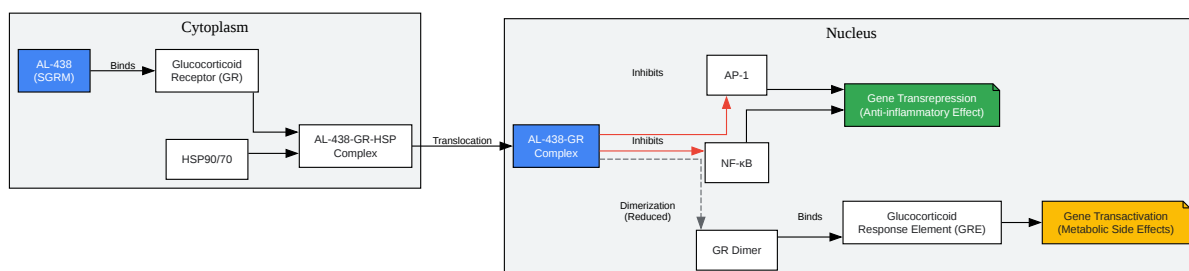 Cytoplasm
AL-438
(SGRM)
Binds
Glucocorticoid
Receptor (GR)
HSP90/70
AL-438-GR-HSP
Complex
Translocation
Nucleus
AL-438-GR
Complex
Inhibits
AP-1
Inhibits
NF-κB
Gene Transrepression
(Anti-inflammatory Effect)
Dimerization
(Reduced)
GR Dimer
Binds
Glucocorticoid
Response Element (GRE)
Gene Transactivation
(Metabolic Side Effects)